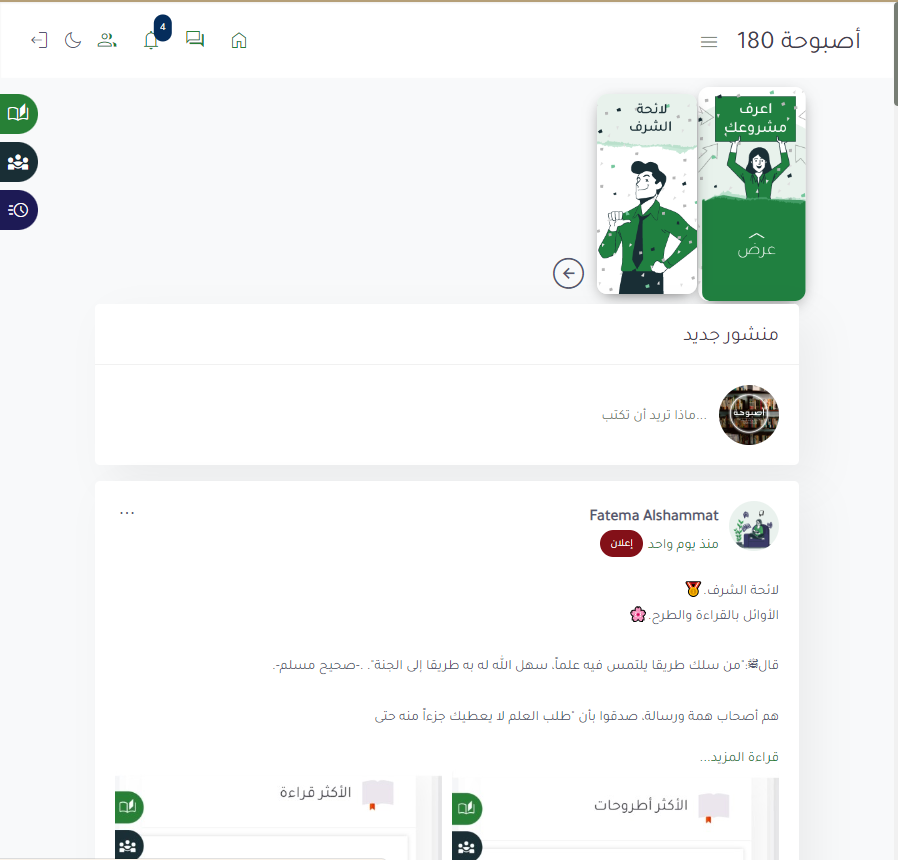 أصبوحة 180
4
اعرف
مشروعك
عرض
لائحة
الشرف
منشور جديد
أصبوحة
ماذا تريد أن تكتب...
Fatema Alshammat
منذ يوم واحد
إعلان
لائحة الشرف.🏅
الأوائل بالقراءة والطرح.🌸
قالﷺ:"من سلك طريقا يلتمس فيه علماً، سهل الله له به طريقا إلى الجنة". .-صحيح مسلم-.
هم أصحاب همة ورسالة، صدقوا بأن "طلب العلم لا يعطيك جزءاً منه حتى
قراءة المزيد...
الأكثر أطروحات
الأكثر قراءة